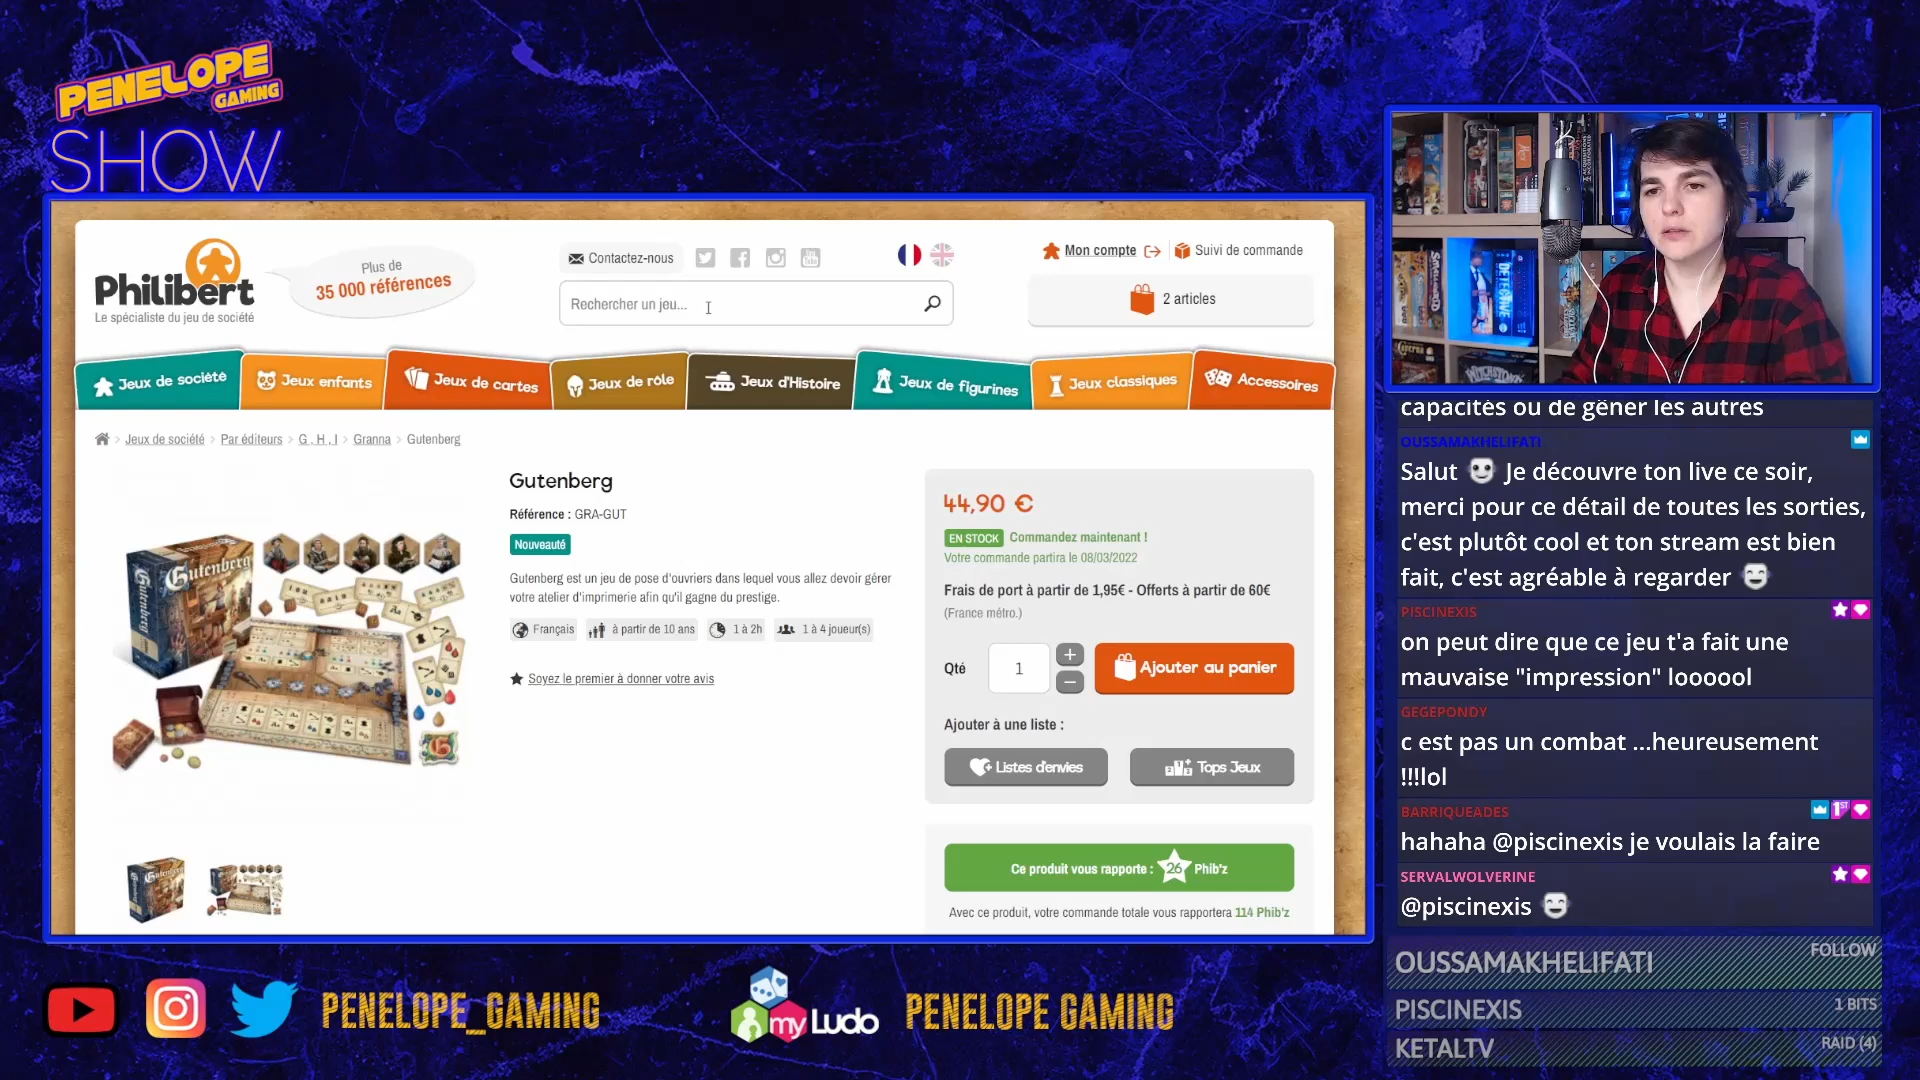 PENELOPE
GAMING
SHOW
Philibert
Le spécialiste du jeu de société
Plus de
35 000 références
Contactez-nous
Rechercher un jeu...
Mon compte
Suivi de commande
2 articles
Jeux de société
Jeux enfants
Jeux de cartes
Jeux de rôle
Jeux d'Histoire
Jeux de figurines
Jeux classiques
Accessoires
> Jeux de société > Par éditeurs > G , H , I > Granna > Gutenberg
Gutenberg
Référence : GRA-GUT
Nouveauté
Gutenberg est un jeu de pose d'ouvriers dans lequel vous allez devoir gérer
votre atelier d'imprimerie afin qu'il gagne du prestige.
Français
à partir de 10 ans
1 à 2h
1 à 4 joueur(s)
Soyez le premier à donner votre avis
Gutenberg
Gutenberg
Gutenberg
44,90 €
EN STOCK Commandez maintenant !
Votre commande partira le 08/03/2022
Frais de port à partir de 1,95€ - Offerts à partir de 60€
(France métro.)
Qté
1
+
−
Ajouter au panier
Ajouter à une liste :
Listes d'envies
Tops Jeux
Ce produit vous rapporte : 26 Phib'z
Avec ce produit, votre commande totale vous rapportera 114 Phib'z
DETECTIVE
capacités ou de gêner les autres
OUSSAMAKHELIFATI
Salut Je découvre ton live ce soir,
merci pour ce détail de toutes les sorties,
c'est plutôt cool et ton stream est bien
fait, c'est agréable à regarder
PISCINEXIS
on peut dire que ce jeu t'a fait une
mauvaise "impression" loooool
GEGEPONDY
c est pas un combat ...heureusement
!!!lol
BARRIQUEADES
1ST
hahaha @piscinexis je voulais la faire
SERVALWOLVERINE
@piscinexis
OUSSAMAKHELIFATI
FOLLOW
PISCINEXIS
1 BITS
KETALTV
RAID (4)
PENELOPE_GAMING
myLudo
PENELOPE GAMING